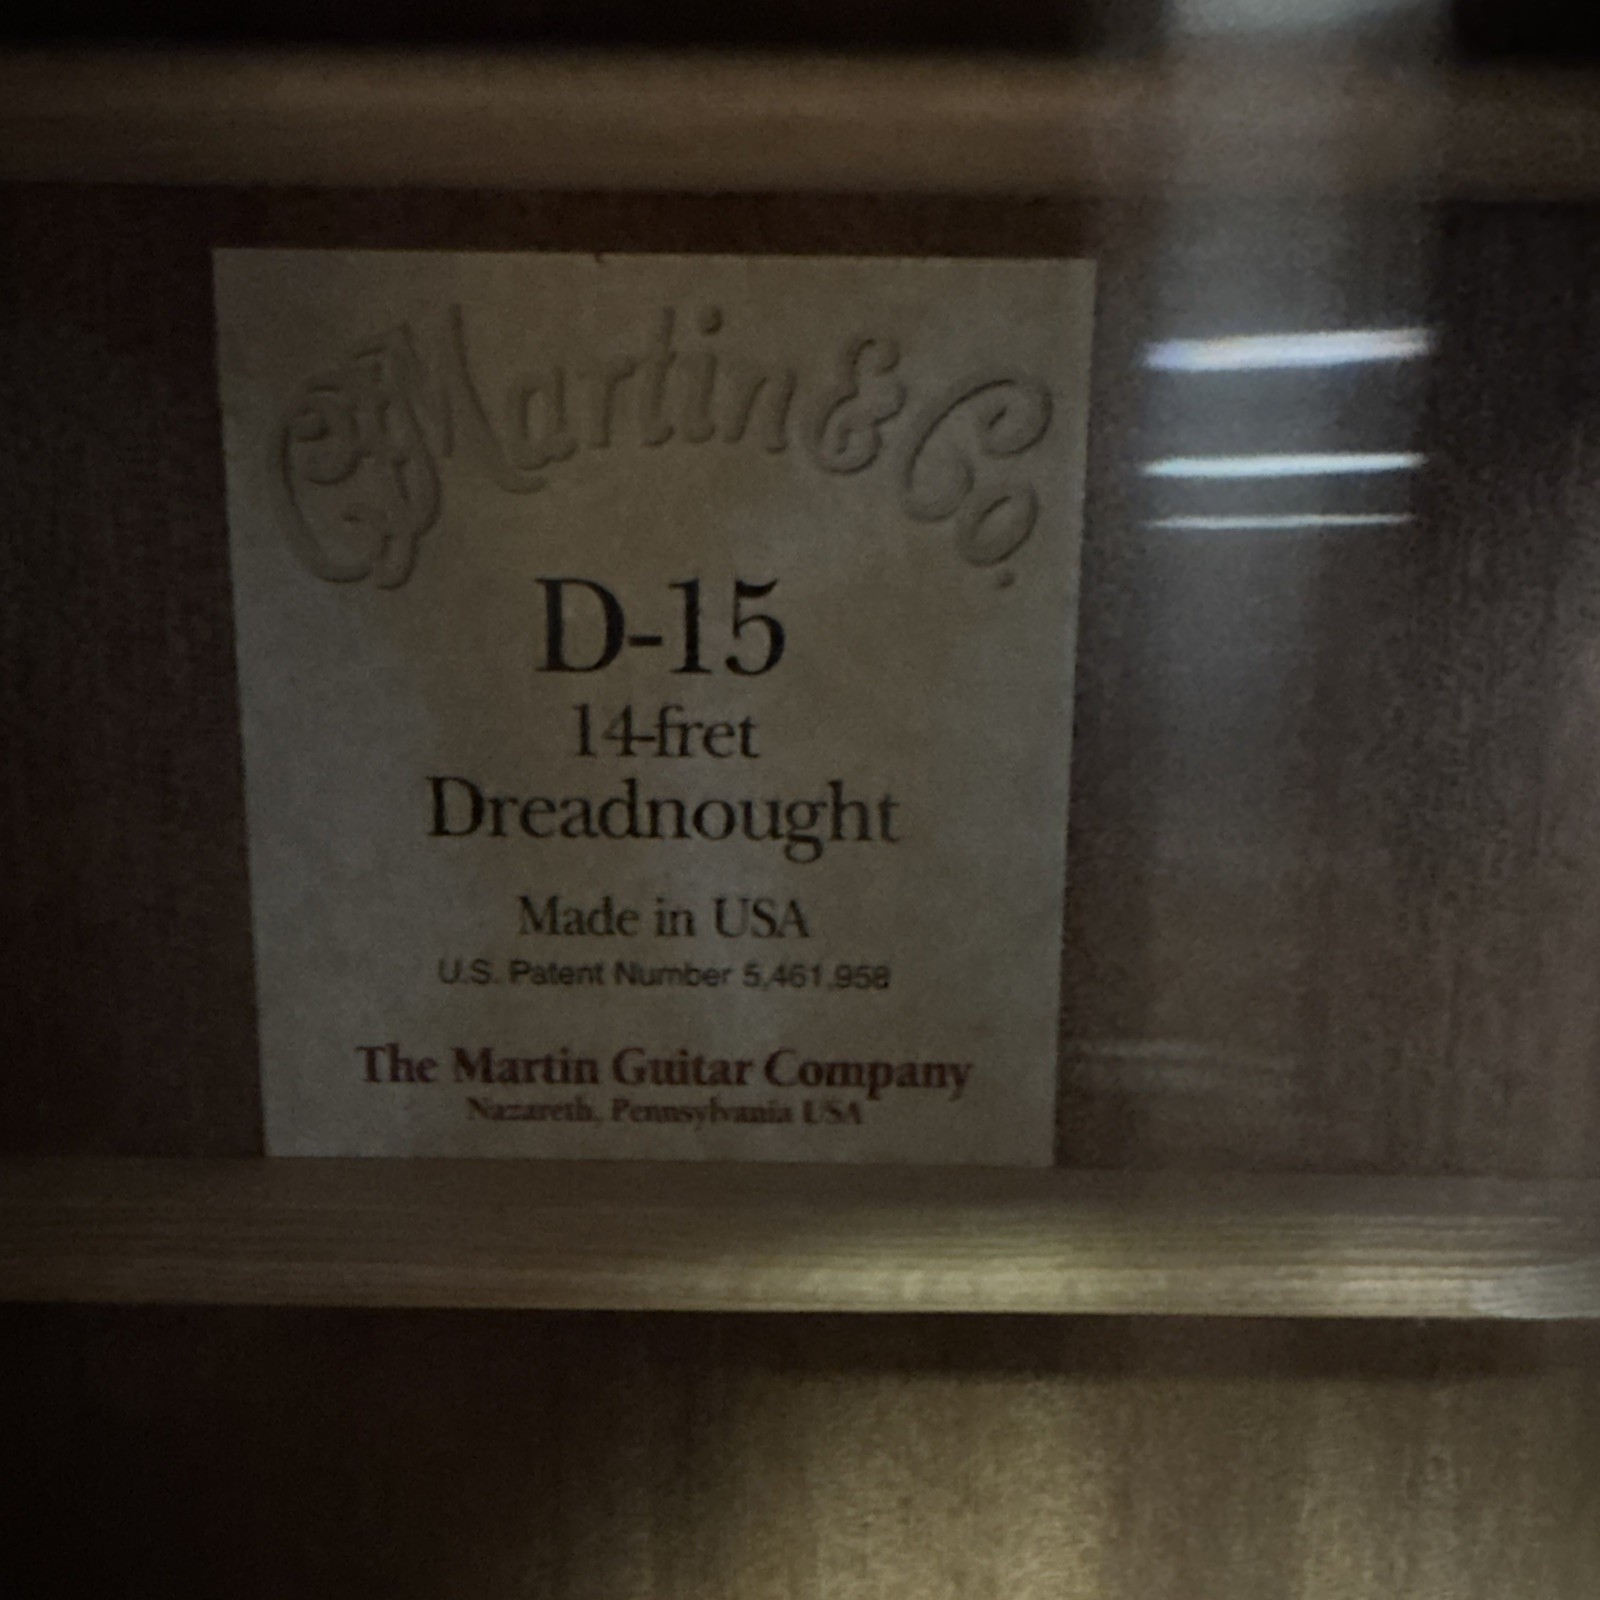 CF Martin & Co.
D-15
14-fret
Dreadnought
Made in USA
U.S. Patent Number 5,461,958
The Martin Guitar Company
Nazareth, Pennsylvania USA